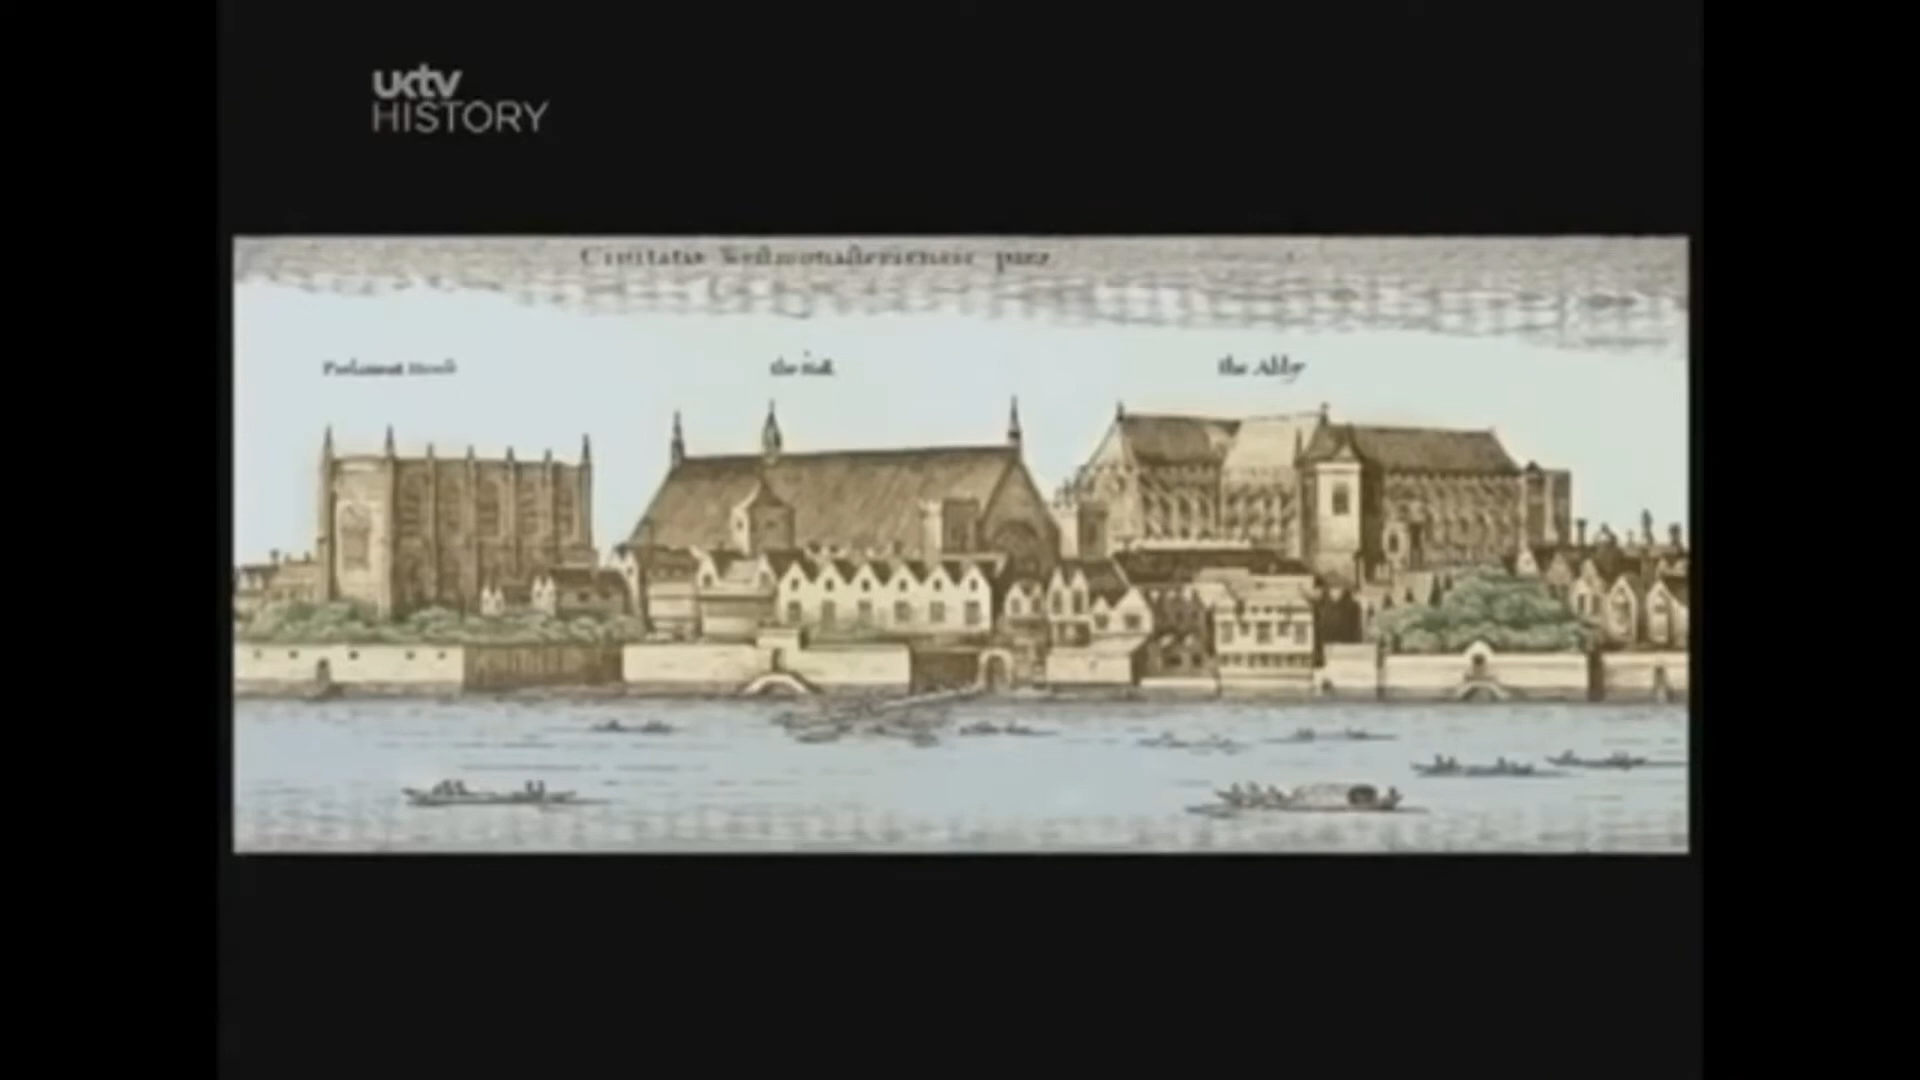 uktv
HISTORY
Civitatis Westmonasteriensis pars
Parliament House
the Hall
the Abby